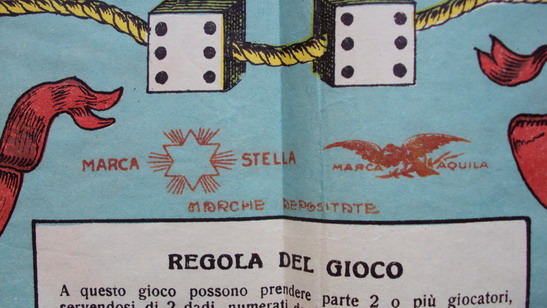 MARCA STELLA MARCA AQUILA
MARCHE DEPOSITATE
REGOLA DEL GIOCO
A questo gioco possono prendere parte 2 o più giocatori,
servendosi di 2 dadi, numerati